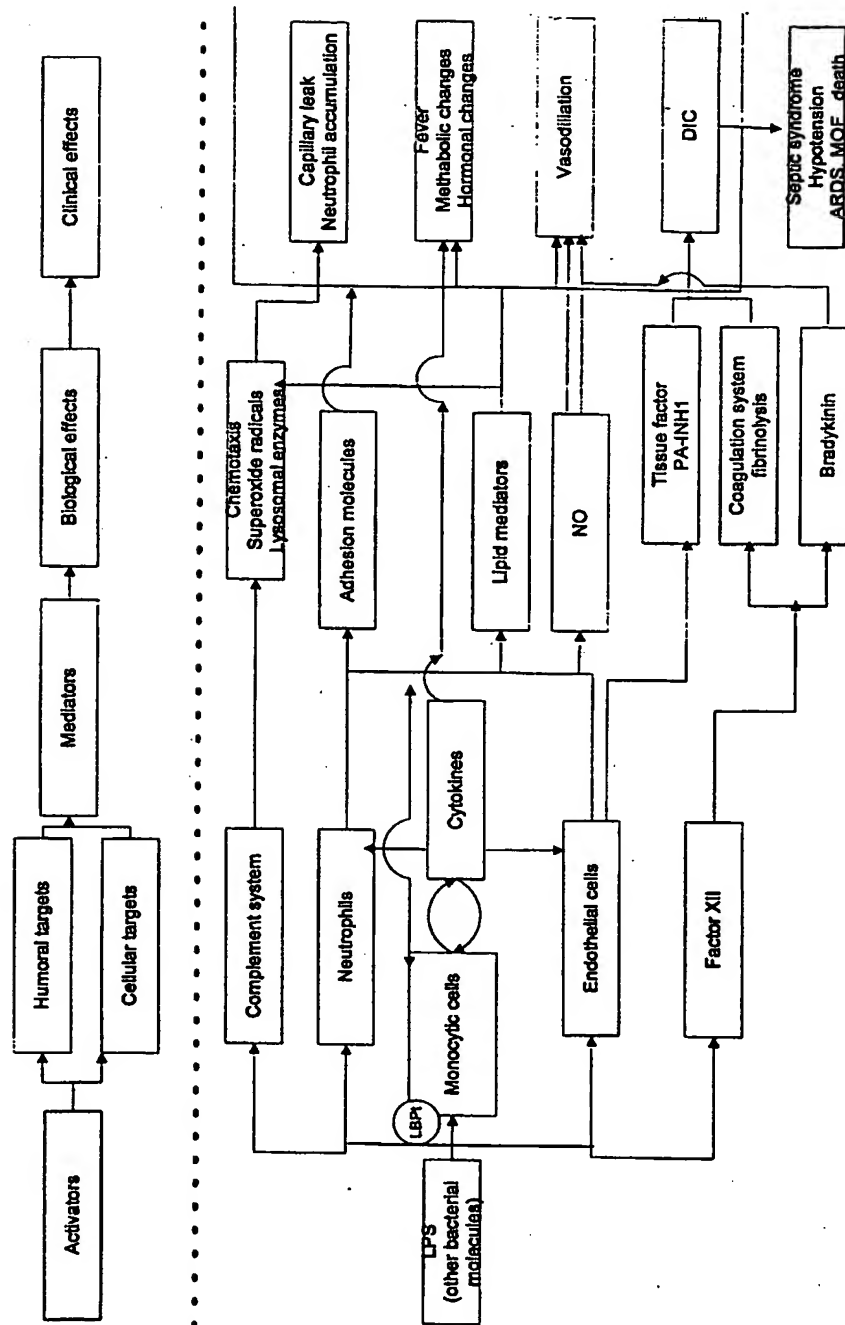 Activators
Humoral targets
Cellular targets
Mediators
Biological effects
Clinical effects
LPS
(other bacterial
molecules)
LBPt
Complement system
Neutrophils
Monocytic cells
Endothelial cells
Factor XII
Cytokines
Chemotaxis
Superoxide radicals
Lysosomal enzymes
Adhesion molecules
Lipid mediators
NO
Tissue factor
PA-INH1
Coagulation system
fibrinolysis
Bradykinin
Capillary leak
Neutrophil accumulation
Fever
Methabolic changes
Hormonal changes
Vasodillation
DIC
Septic syndrome
Hypotension
ARDS, MOF, death